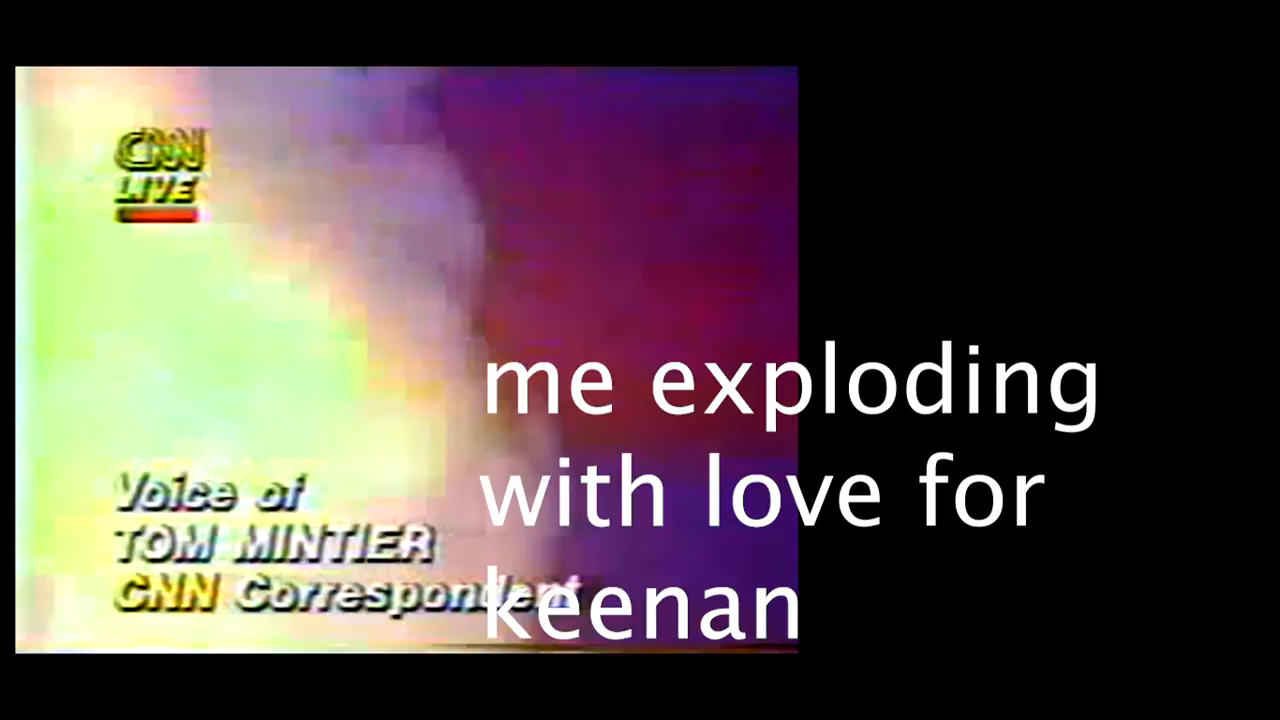 CNN
LIVE
me exploding
with love for
keenan
Voice of
TOM MINTIER
CNN Correspondent